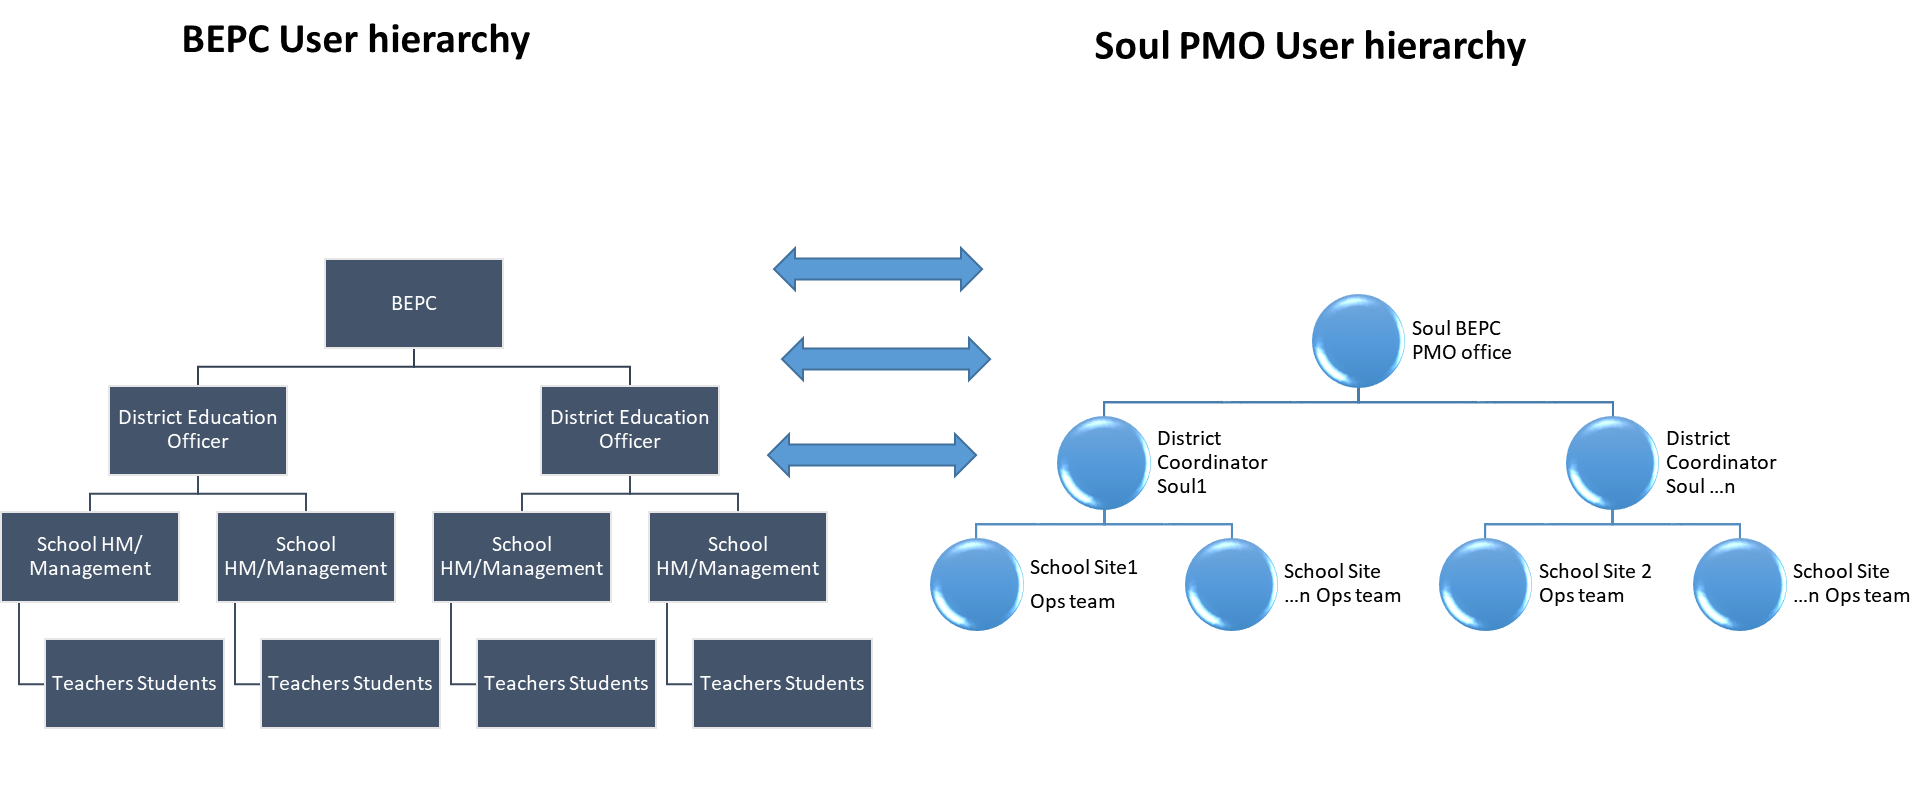 BEPC User hierarchy
Soul PMO User hierarchy
BEPC
District Education
Officer
District Education
Officer
School HM/
Management
School
HM/Management
School
HM/Management
School
HM/Management
Teachers Students
Teachers Students
Teachers Students
Teachers Students
Soul BEPC
PMO office
District
Coordinator
Soul1
District
Coordinator
Soul ...n
School Site1
Ops team
School Site
...n Ops team
School Site 2
Ops team
School Site
...n Ops team